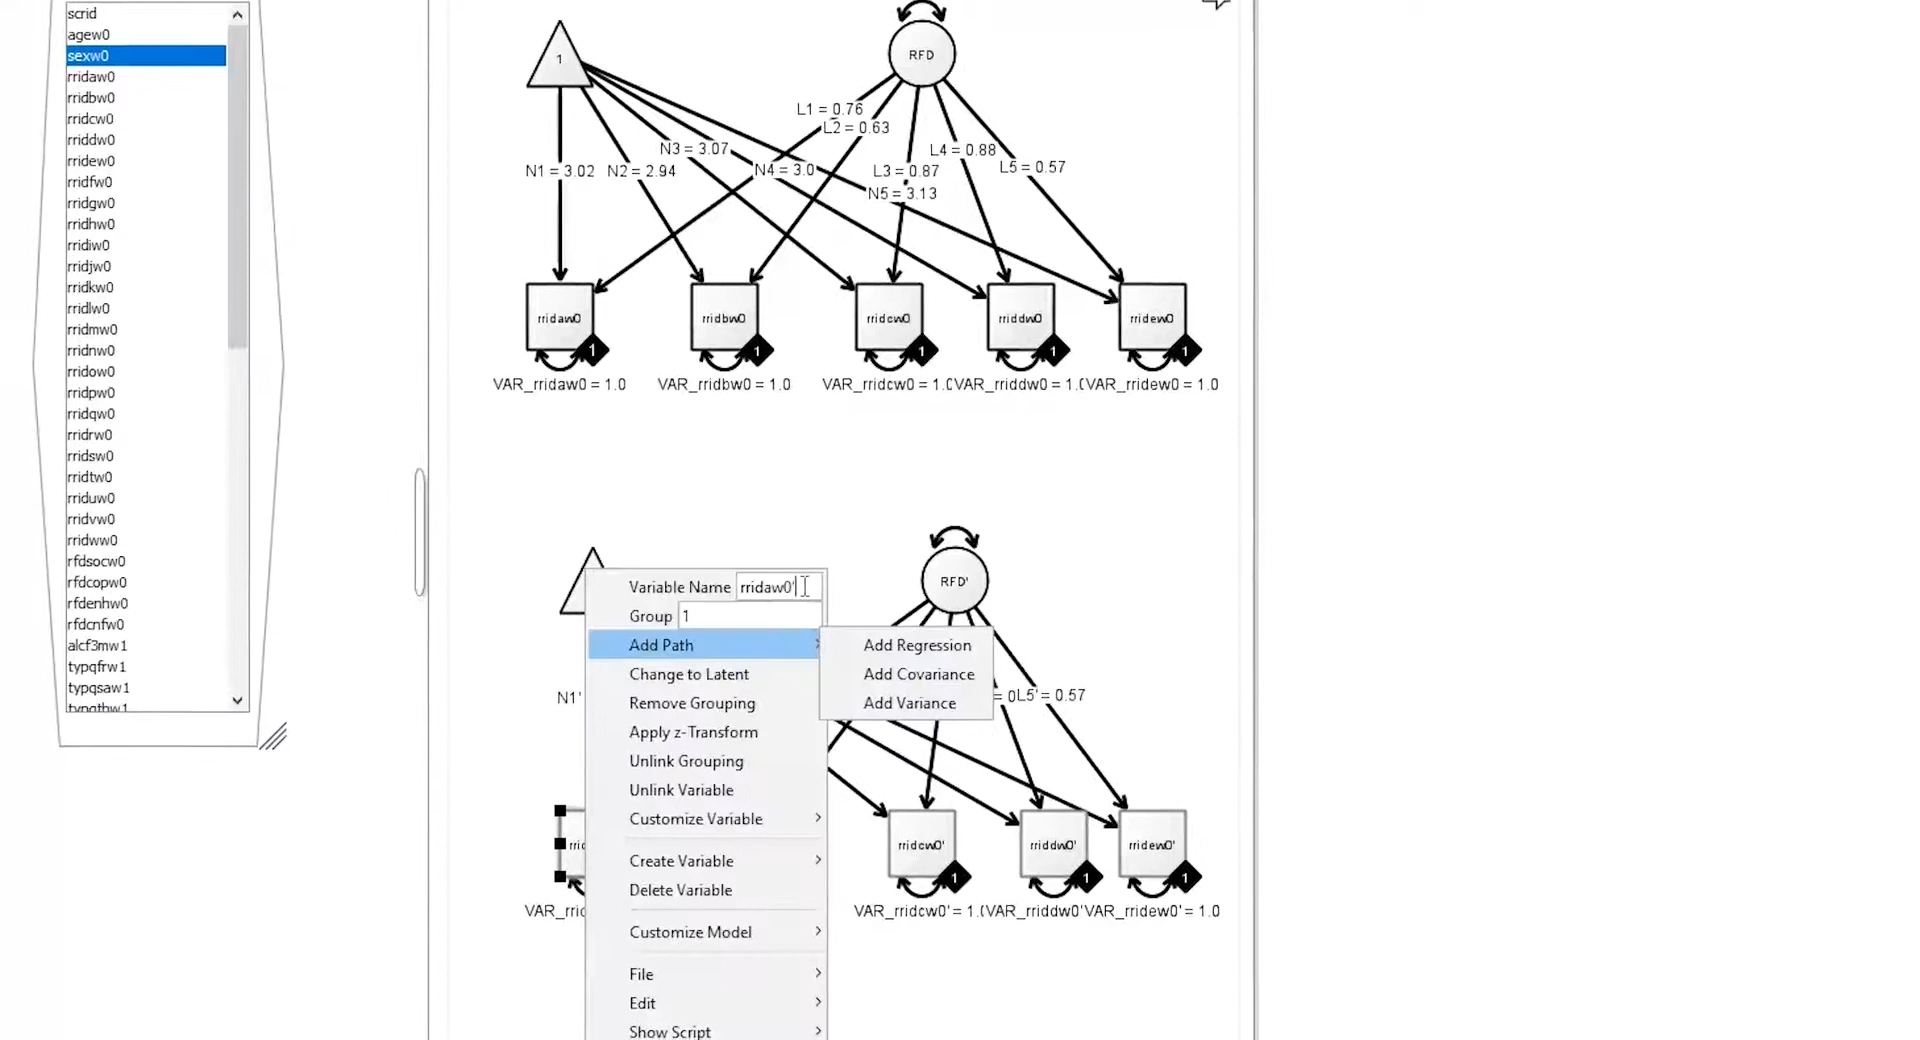 scrid
agew0
sexw0
rridaw0
rridbw0
rridcw0
rriddw0
rridew0
rridfw0
rridgw0
rridhw0
rridiw0
rridjw0
rridkw0
rridlw0
rridmw0
rridnw0
rridow0
rridpw0
rridqw0
rridrw0
rridsw0
rridtw0
rriduw0
rridvw0
rridww0
rfdsocw0
rfdcopw0
rfdenhw0
rfdcnfw0
alcf3mw1
typqfrw1
typqsaw1
typqthw1
1
RFD
L1 = 0.76
L2 = 0.63
N3 = 3.07
L4 = 0.88
N1 = 3.02
N2 = 2.94
N4 = 3.0
L3 = 0.87
L5 = 0.57
N5 = 3.13
rridaw0
rridbw0
rridcw0
rriddw0
rridew0
1
1
1
1
1
VAR_rridaw0 = 1.0
VAR_rridbw0 = 1.0
VAR_rridcw0 = 1.0
VAR_rriddw0 = 1.0
VAR_rridew0 = 1.0
RFD'
Variable Name rridaw0'
Group 1
Add Path
Change to Latent
Remove Grouping
Apply z-Transform
Unlink Grouping
Unlink Variable
Customize Variable
Create Variable
Delete Variable
Customize Model
File
Edit
Show Script
Add Regression
Add Covariance
Add Variance
N1'
= 0
L5' = 0.57
rridcw0'
rriddw0'
rridew0'
1
1
1
VAR_rri
VAR_rridcw0' = 1.
VAR_rriddw0'
VAR_rridew0' = 1.0